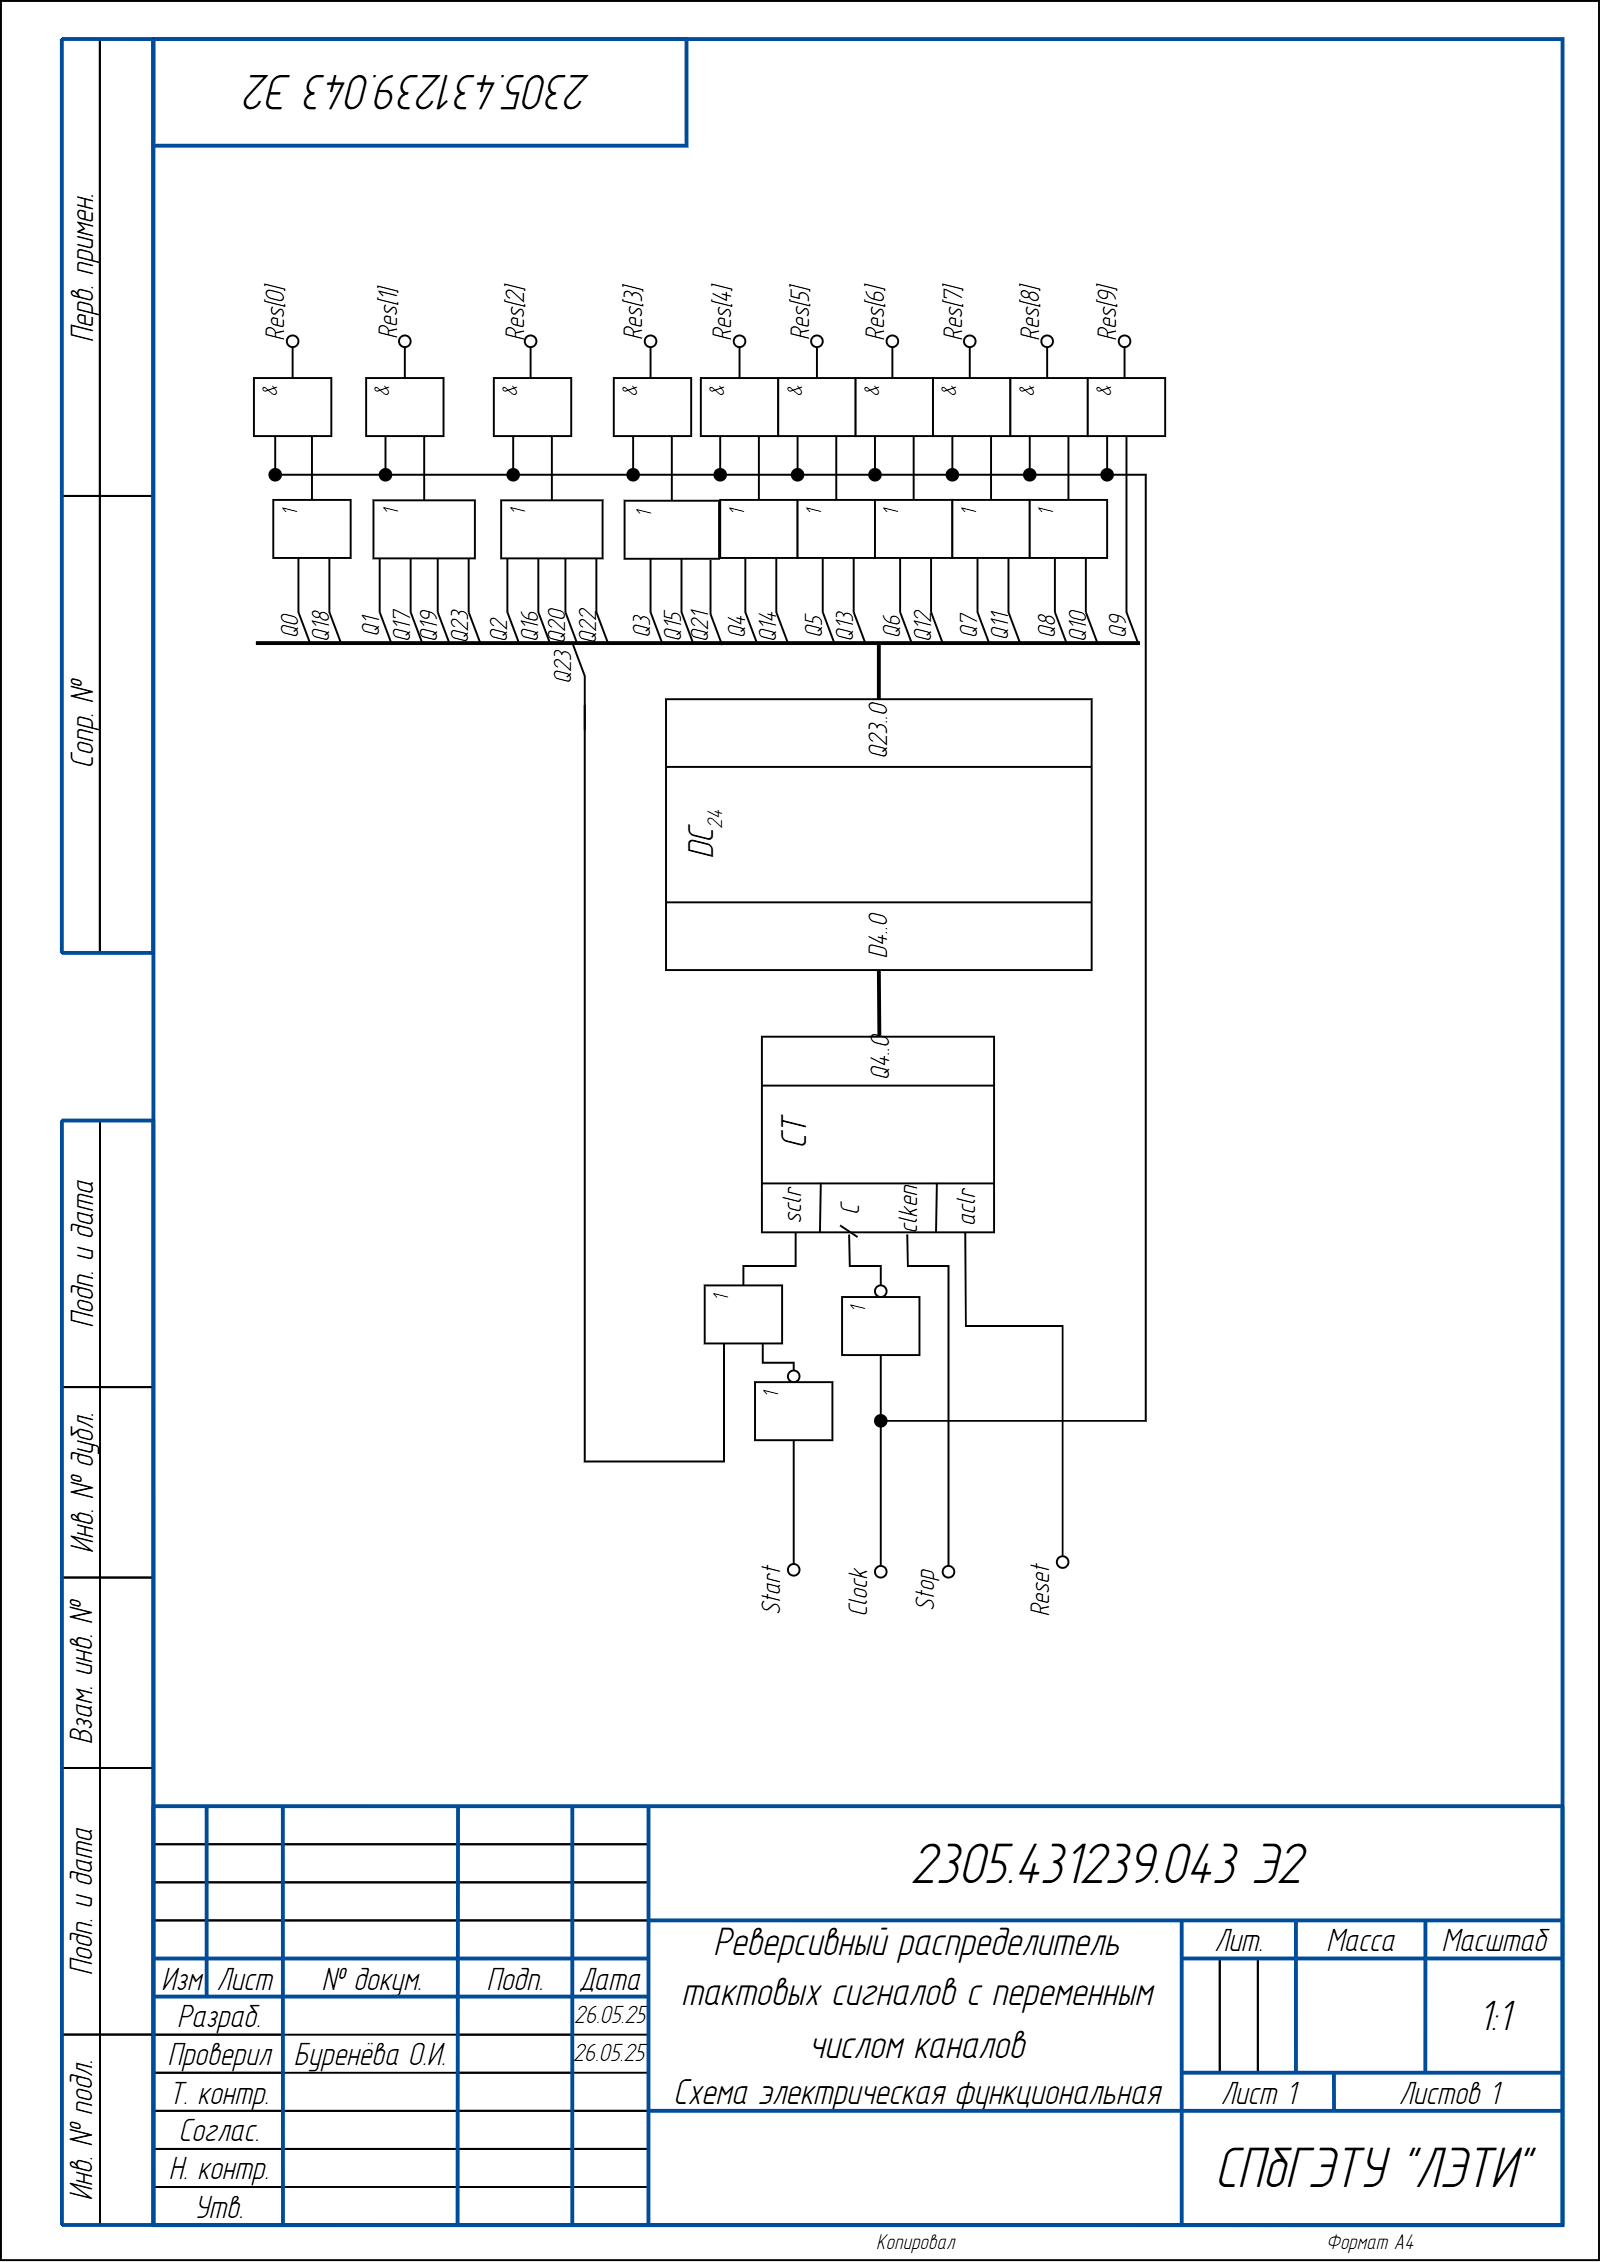 2305.431239.043 Э2
Перв. примен.
Справ. №
Подп. и дата
Инв. № дубл.
Взам. инв. №
Подп. и дата
Инв. № подл.
Res[0] Res[1] Res[2] Res[3] Res[4] Res[5] Res[6] Res[7] Res[8] Res[9]
& & & & & & & & & &
1 1 1 1 1 1 1 1 1
Q0 Q18 Q1 Q17 Q19 Q23 Q2 Q16 Q20 Q22 Q3 Q15 Q21 Q4 Q14 Q5 Q13 Q6 Q12 Q7 Q11 Q8 Q10 Q9
Q23
Q23..0
DC24
D4..0
Q4..0
CT
sclr C clken aclr
1 1
1
Start Clock Stop Reset
2305.431239.043 Э2
Реверсивный распределитель
тактовых сигналов с переменным
числом каналов
Схема электрическая функциональная
Лит. Масса Масштаб
1:1
Лист 1 Листов 1
СПбГЭТУ "ЛЭТИ"
Изм Лист № докум. Подп. Дата
Разраб. 26.05.25
Проверил Буренёва О.И. 26.05.25
Т. контр.
Соглас.
Н. контр.
Утв.
Копировал Формат А4